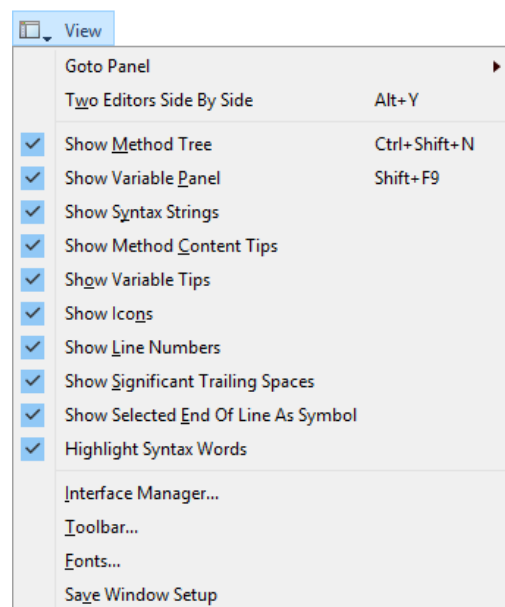 View
Goto Panel
Two Editors Side By Side Alt+Y
Show Method Tree Ctrl+Shift+N
Show Variable Panel Shift+F9
Show Syntax Strings
Show Method Content Tips
Show Variable Tips
Show Icons
Show Line Numbers
Show Significant Trailing Spaces
Show Selected End Of Line As Symbol
Highlight Syntax Words
Interface Manager...
Toolbar...
Fonts...
Save Window Setup